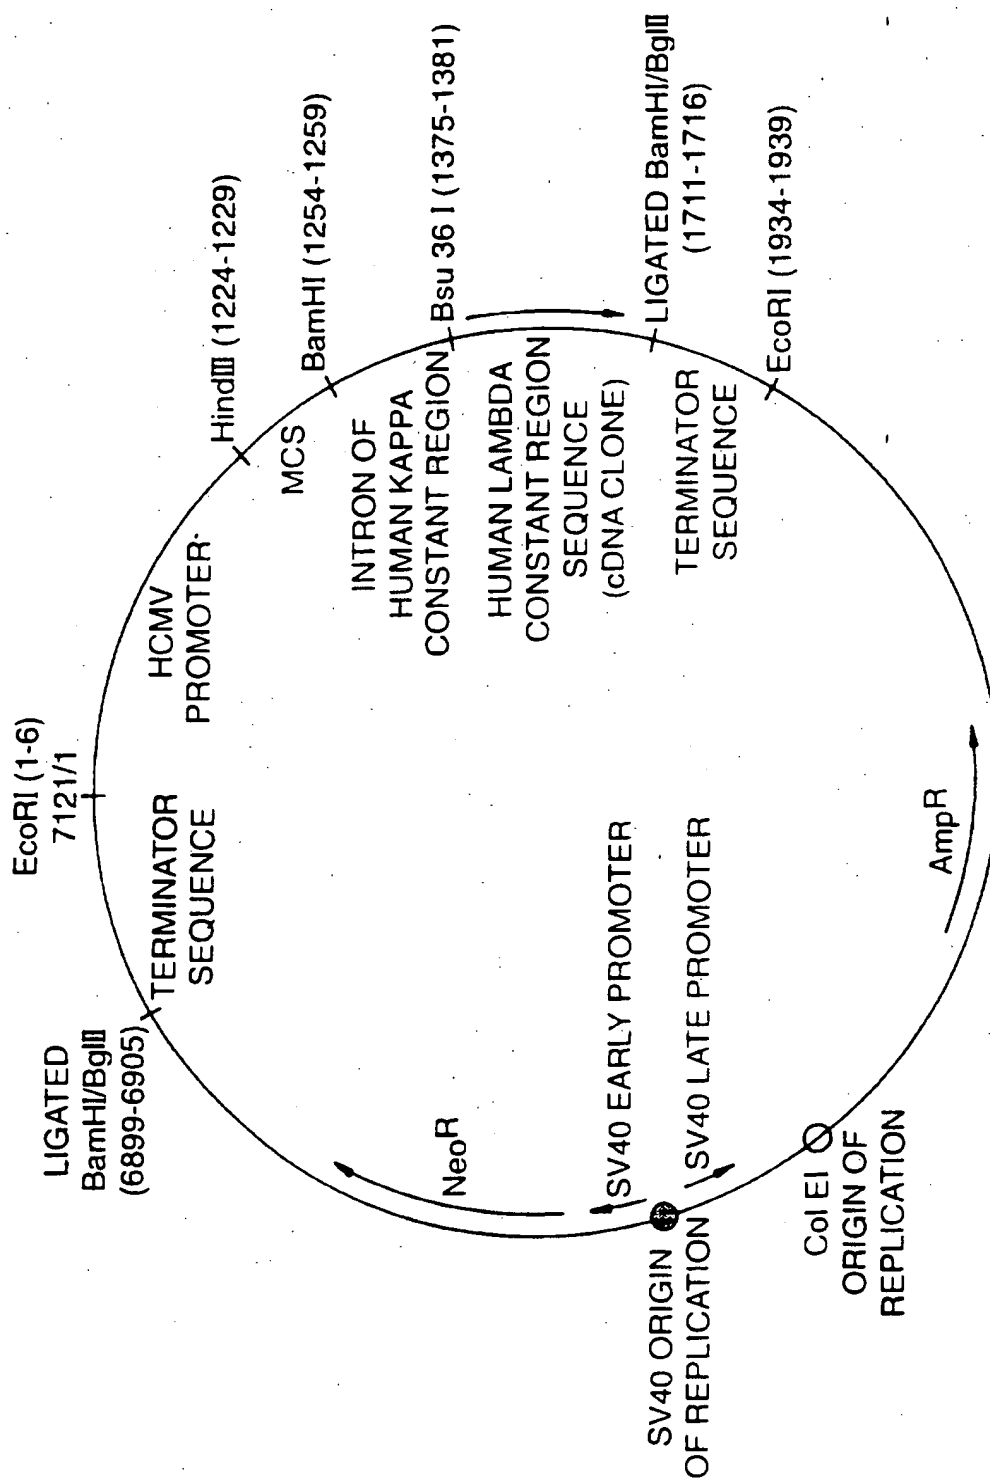 EcoRI (1-6)
7121/1
HCMV
PROMOTER
HindIII (1224-1229)
MCS
BamHI (1254-1259)
INTRON OF
HUMAN KAPPA
CONSTANT REGION
Bsu 36 I (1375-1381)
HUMAN LAMBDA
CONSTANT REGION
SEQUENCE
(cDNA CLONE)
LIGATED BamHI/BglII
(1711-1716)
TERMINATOR
SEQUENCE
EcoRI (1934-1939)
AmpR
Col EI
ORIGIN OF
REPLICATION
SV40 LATE PROMOTER
SV40 EARLY PROMOTER
SV40 ORIGIN
OF REPLICATION
NeoR
LIGATED
BamHI/BglII
(6899-6905)
TERMINATOR
SEQUENCE